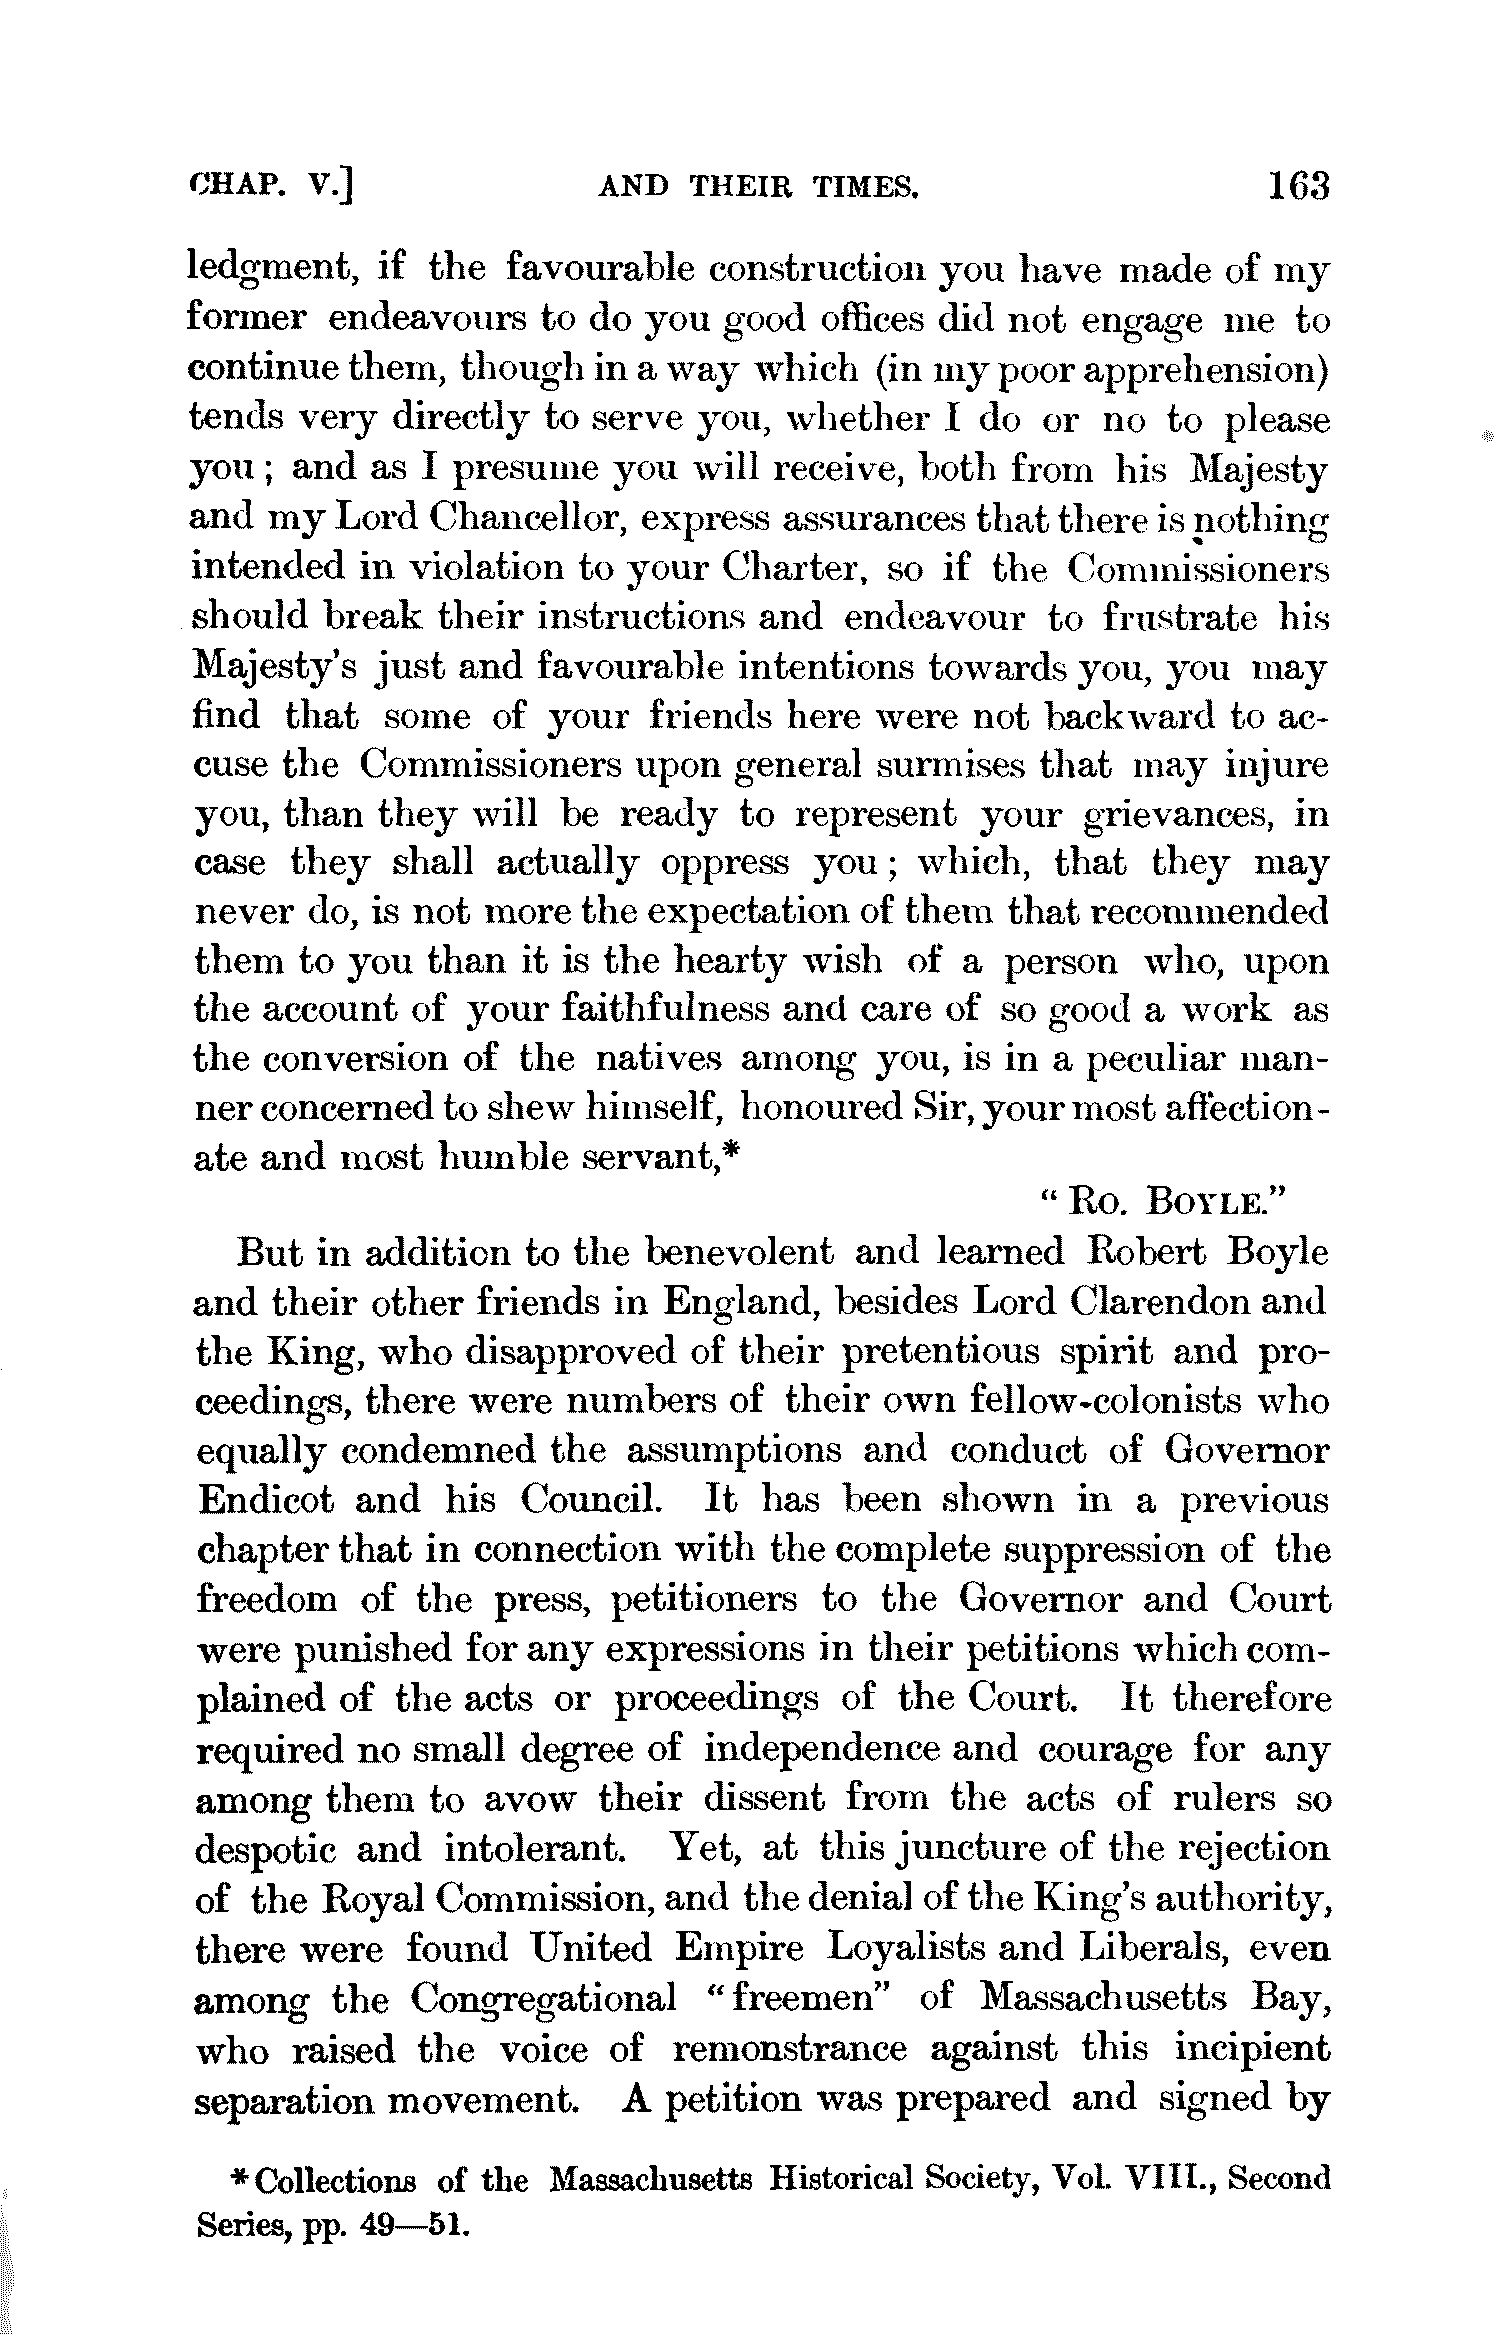 CHAP. V.] AND THEIR TIMES. 163
ledgment, if the favourable construction you have made of my
former endeavours to do you good offices did not engage me to
continue them, though in a way which (in my poor apprehension)
tends very directly to serve you, whether I do or no to please
you ; and as I presume you will receive, both from his Majesty
and my Lord Chancellor, express assurances that there is nothing
intended in violation to your Charter, so if the Commissioners
should break their instructions and endeavour to frustrate his
Majesty's just and favourable intentions towards you, you may
find that some of your friends here were not backward to ac-
cuse the Commissioners upon general surmises that may injure
you, than they will be ready to represent your grievances, in
case they shall actually oppress you ; which, that they may
never do, is not more the expectation of them that recommended
them to you than it is the hearty wish of a person who, upon
the account of your faithfulness and care of so good a work as
the conversion of the natives among you, is in a peculiar man-
ner concerned to shew himself, honoured Sir, your most affection-
ate and most humble servant,*
“ RO. BOYLE.”
But in addition to the benevolent and learned Robert Boyle
and their other friends in England, besides Lord Clarendon and
the King, who disapproved of their pretentious spirit and pro-
ceedings, there were numbers of their own fellow-colonists who
equally condemned the assumptions and conduct of Governor
Endicot and his Council. It has been shown in a previous
chapter that in connection with the complete suppression of the
freedom of the press, petitioners to the Governor and Court
were punished for any expressions in their petitions which com-
plained of the acts or proceedings of the Court. It therefore
required no small degree of independence and courage for any
among them to avow their dissent from the acts of rulers so
despotic and intolerant. Yet, at this juncture of the rejection
of the Royal Commission, and the denial of the King's authority,
there were found United Empire Loyalists and Liberals, even
among the Congregational “freemen” of Massachusetts Bay,
who raised the voice of remonstrance against this incipient
separation movement. A petition was prepared and signed by
* Collections of the Massachusetts Historical Society, Vol. VIII., Second
Series, pp. 49—51.